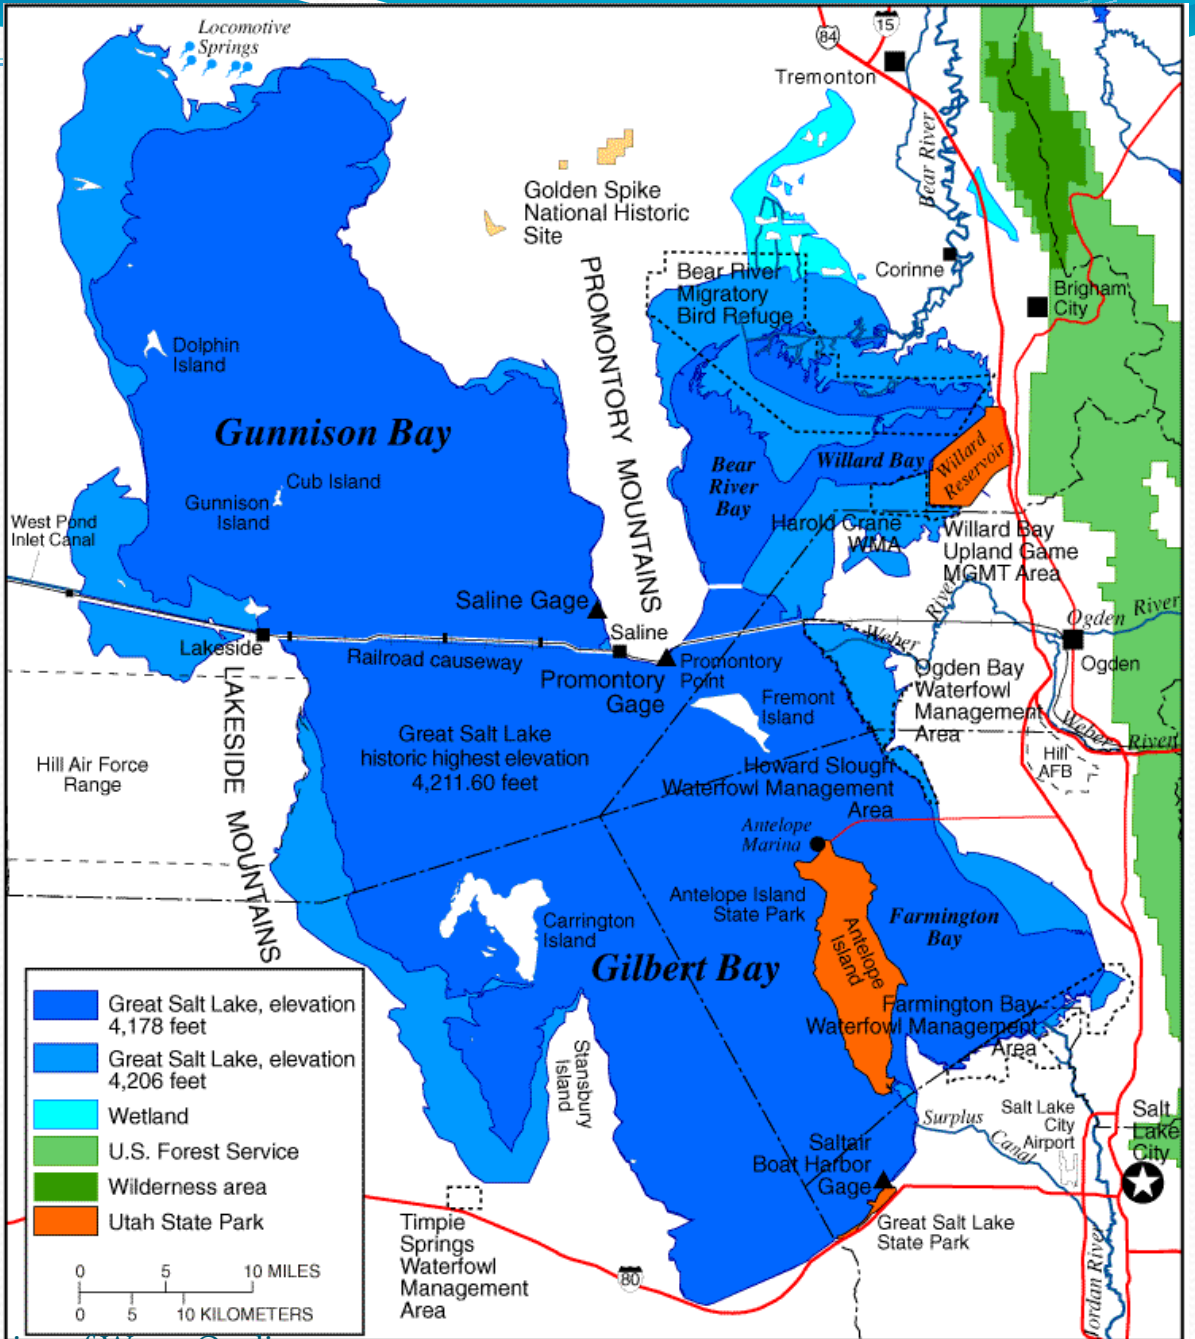 Locomotive
Springs
84
15
Tremonton
Bear River
Golden Spike
National Historic
Site
PROMONTORY MOUNTAINS
Bear River
Migratory
Bird Refuge
Corinne
Brigham
City
Dolphin
Island
Gunnison Bay
Bear
River
Bay
Willard Bay
Willard
Reservoir
Cub Island
Gunnison
Island
West Pond
Inlet Canal
Harold Crane
WMA
Willard Bay
Upland Game
MGMT Area
Saline Gage
Saline
Lakeside
Railroad causeway
Promontory
Point
Promontory
Gage
Weber
River
Ogden
River
Ogden
Ogden Bay
Waterfowl
Management
Area
Weber
River
Hill
AFB
Fremont
Island
LAKESIDE MOUNTAINS
Great Salt Lake
historic highest elevation
4,211.60 feet
Hill Air Force
Range
Howard Slough
Waterfowl Management
Area
Antelope
Marina
Antelope Island
State Park
Antelope
Island
Farmington
Bay
Carrington
Island
Gilbert Bay
Farmington Bay
Waterfowl Management
Area
Stansbury
Island
Surplus
Canal
Salt Lake
City
Airport
Salt
Lake
City
Saltair
Boat Harbor
Gage
Great Salt Lake
State Park
Jordan River
Timpie
Springs
Waterfowl
Management
Area
80
Great Salt Lake, elevation
4,178 feet
Great Salt Lake, elevation
4,206 feet
Wetland
U.S. Forest Service
Wilderness area
Utah State Park
0 5 10 MILES
0 5 10 KILOMETERS